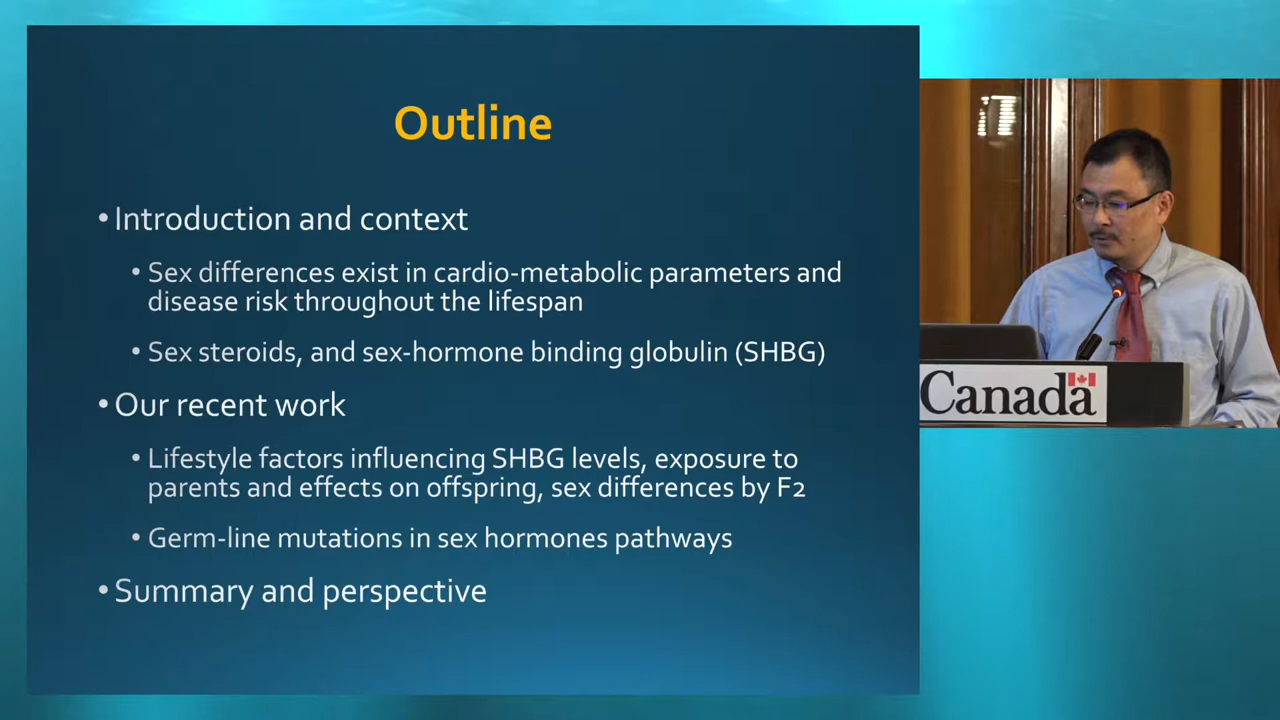 Outline
• Introduction and context
• Sex differences exist in cardio-metabolic parameters and
disease risk throughout the lifespan
• Sex steroids, and sex-hormone binding globulin (SHBG)
• Our recent work
• Lifestyle factors influencing SHBG levels, exposure to
parents and effects on offspring, sex differences by F2
• Germ-line mutations in sex hormones pathways
• Summary and perspective
Canada